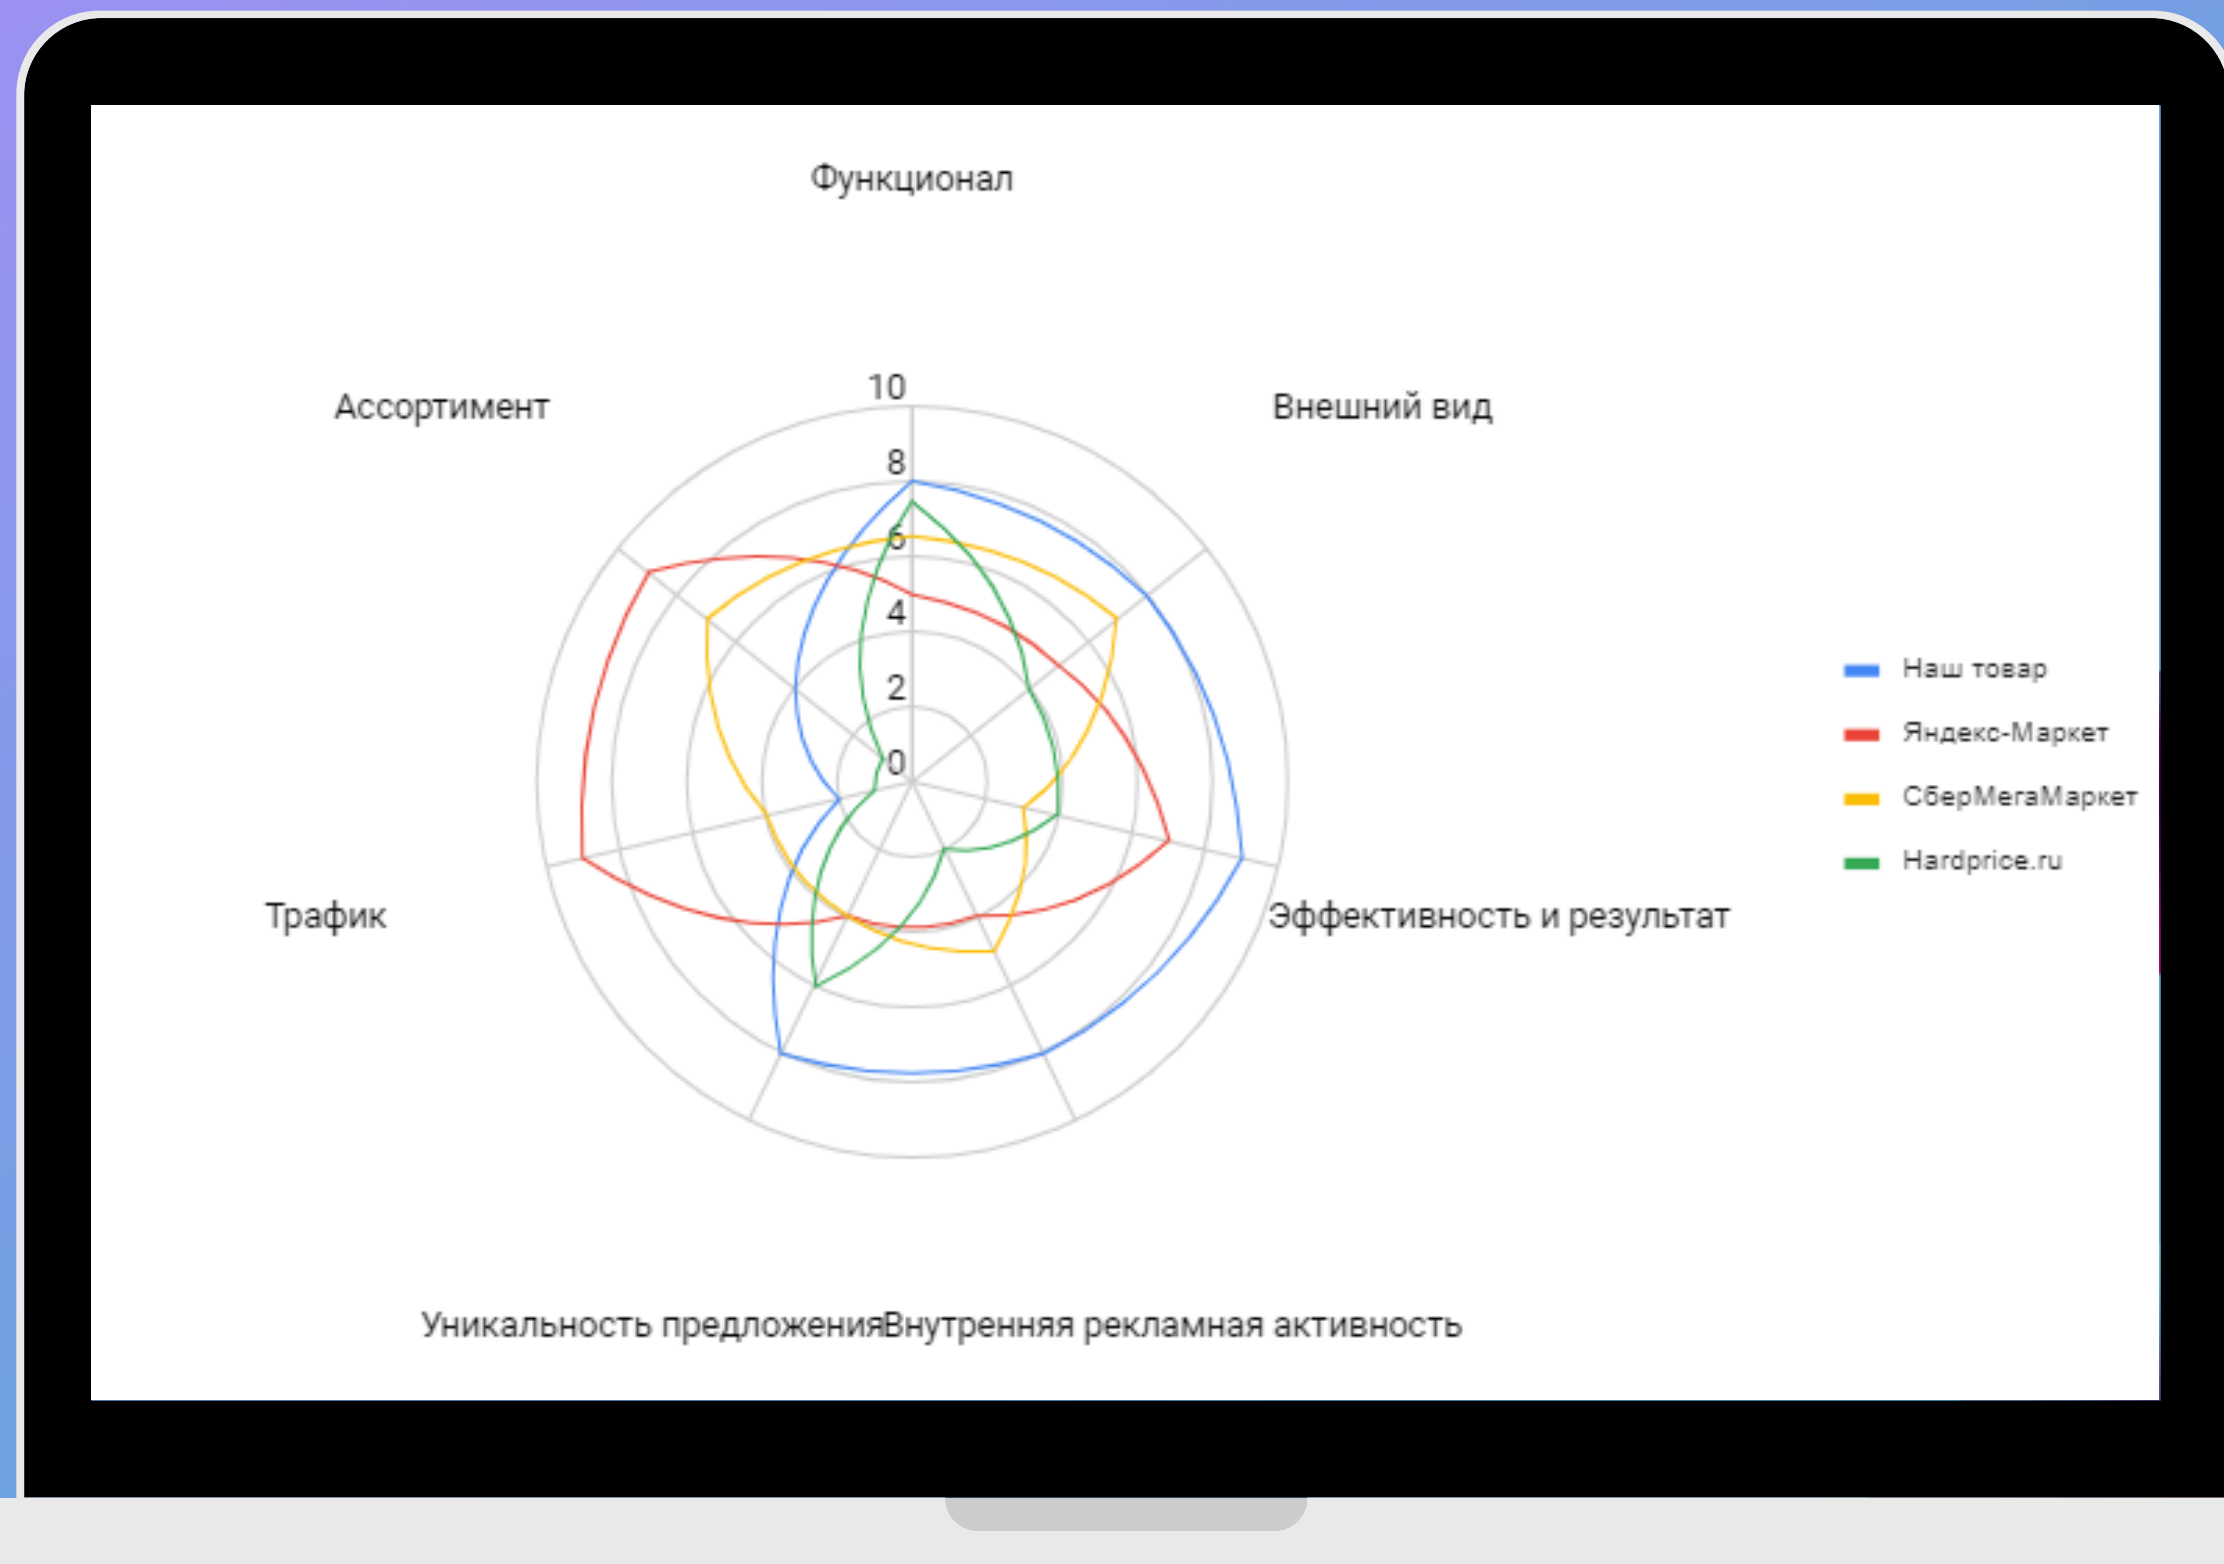 Функционал
Ассортимент
Внешний вид
10
8
6
4
2
0
Трафик
Эффективность и результат
Уникальность предложения
Внутренняя рекламная активность
Наш товар
Яндекс-Маркет
СберМегаМаркет
Hardprice.ru